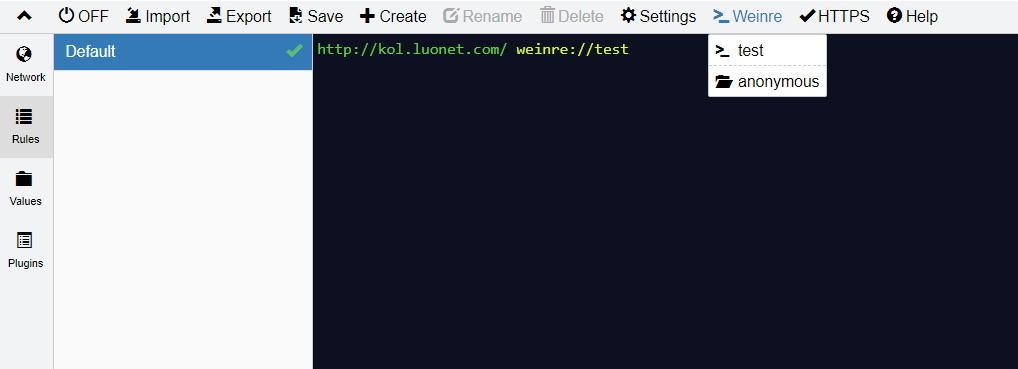 OFF Import Export Save Create Rename Delete Settings Weinre HTTPS Help
Network
Rules
Values
Plugins
Default
http://kol.luonet.com/ weinre://test
test
anonymous